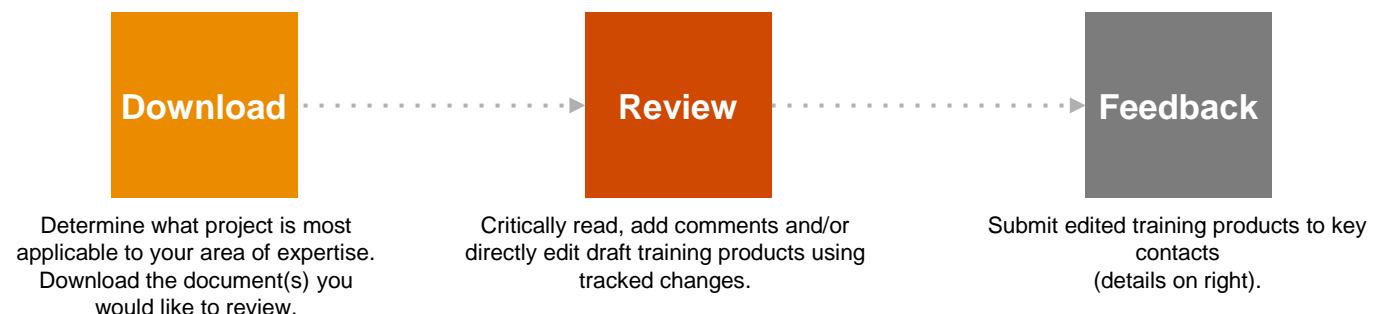 Download
Review
Feedback
Determine what project is most
applicable to your area of expertise.
Download the document(s) you
would like to review.
Critically read, add comments and/or
directly edit draft training products using
tracked changes.
Submit edited training products to key
contacts
(details on right).